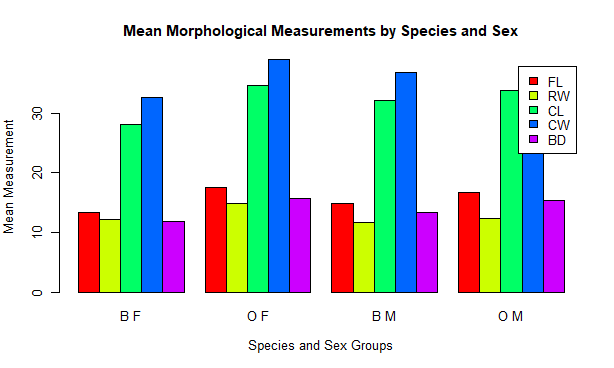 Mean Morphological Measurements by Species and Sex
Mean Measurement
30
20
10
0
FL
RW
CL
CW
BD
B F
O F
B M
O M
Species and Sex Groups